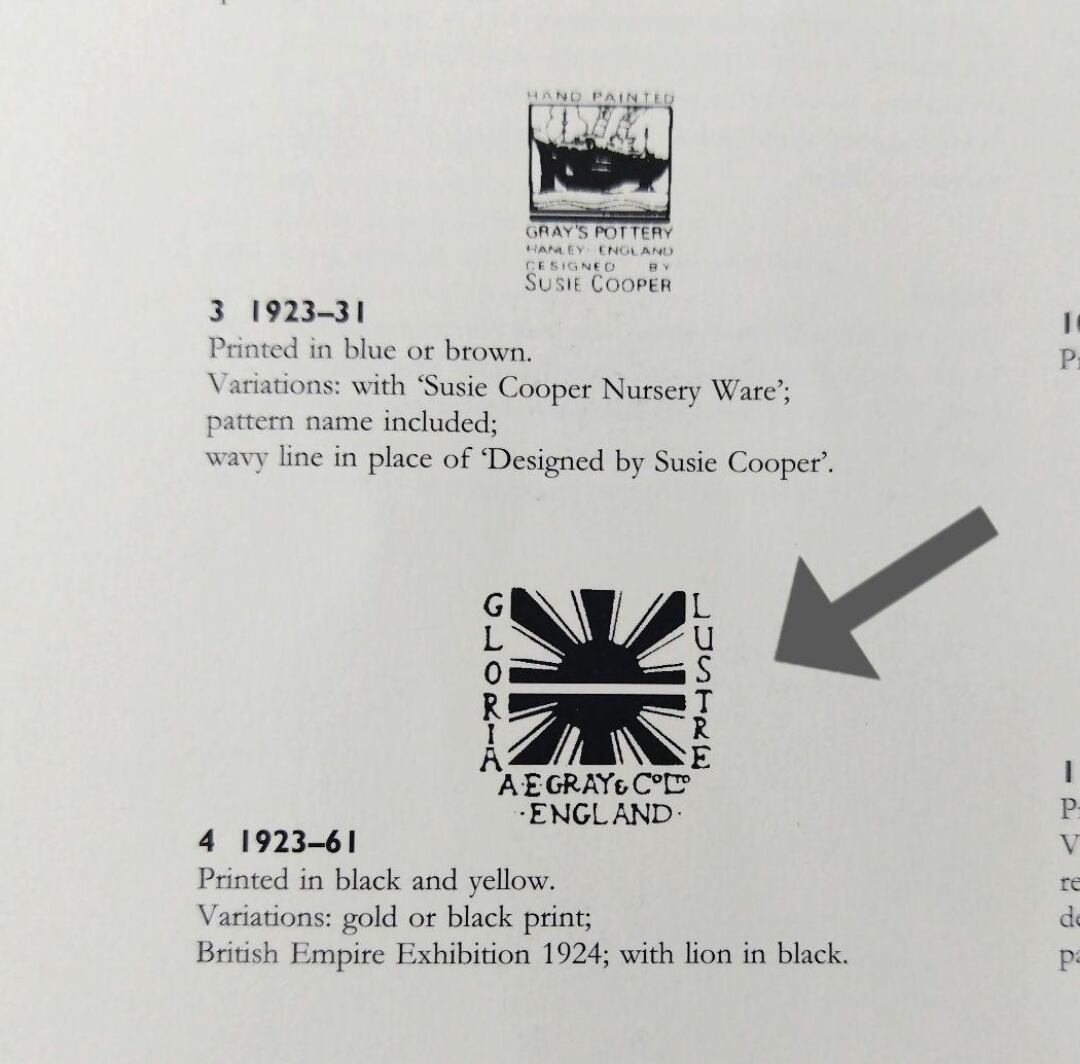 HAND PAINTED
GRAY'S POTTERY
HANLEY · ENGLAND
DESIGNED BY
SUSIE COOPER
3 1923–31
Printed in blue or brown.
Variations: with ‘Susie Cooper Nursery Ware’;
pattern name included;
wavy line in place of ‘Designed by Susie Cooper’.
GLORIA
LUSTRE
A·E·GRAY & Co LTD
·ENGLAND·
4 1923–61
Printed in black and yellow.
Variations: gold or black print;
British Empire Exhibition 1924; with lion in black.